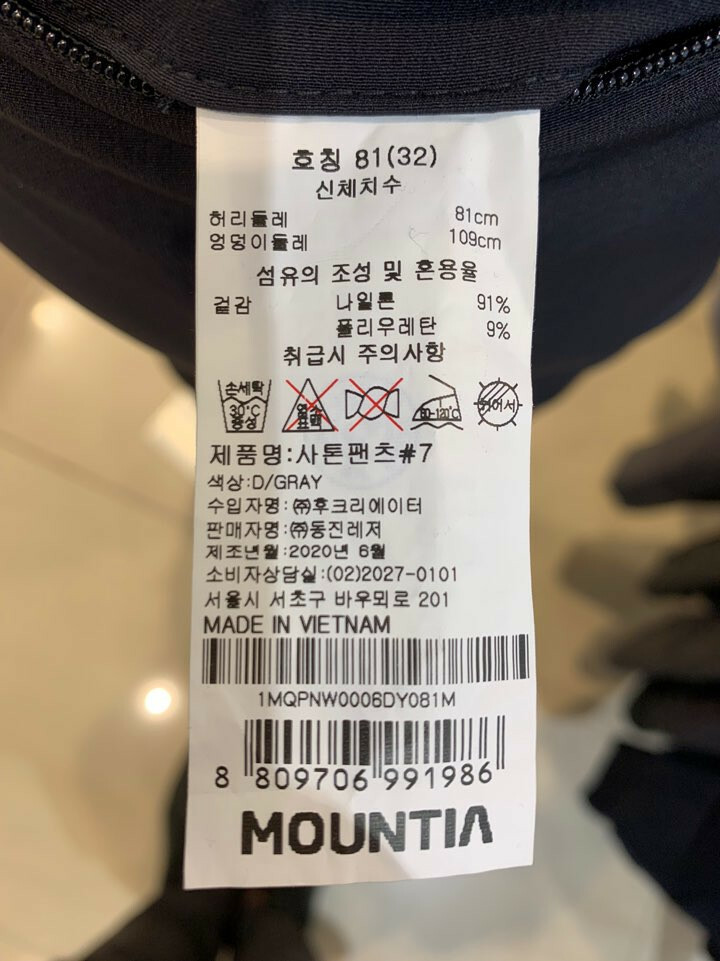 호칭 81(32)
신체치수
허리둘레 81cm
엉덩이둘레 109cm
섬유의 조성 및 혼용율
겉감 나일론 91%
폴리우레탄 9%
취급시 주의사항
손세탁 30°C 중성 염소 표백 80~120°C 뉘어서
제품명:사톤팬츠#7
색상:D/GRAY
수입자명:㈜후크리에이터
판매자명:㈜동진레저
제조년월:2020년 6월
소비자상담실:(02)2027-0101
서울시 서초구 바우뫼로 201
MADE IN VIETNAM
1MQPNW0006DY081M
8 809706 991986
MOUNTIA